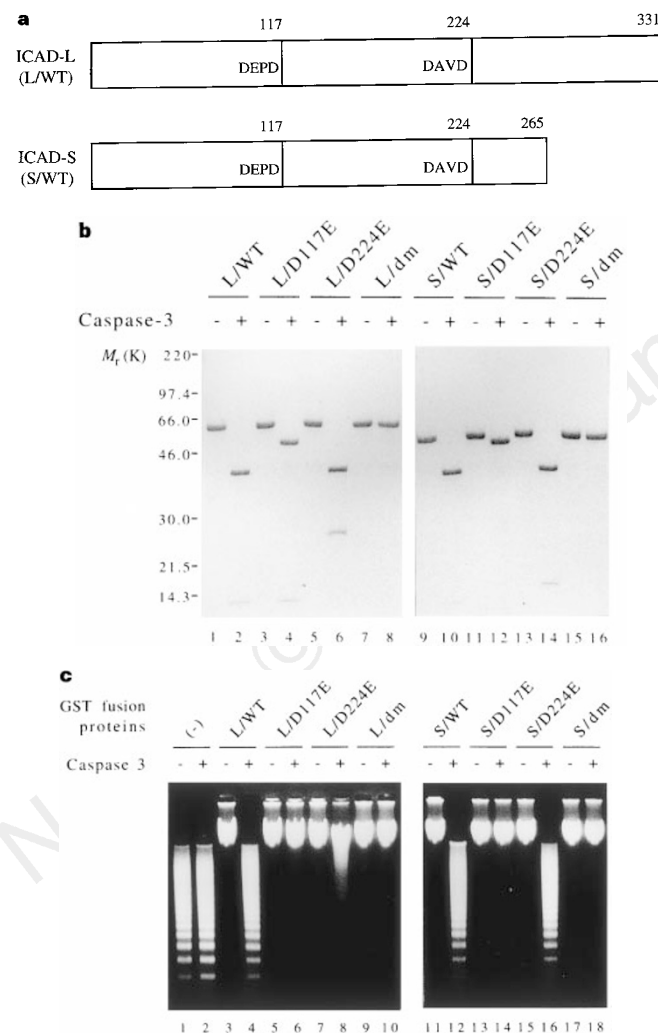 a
117 224 331
ICAD-L
(L/WT)
DEPD DAVD
117 224 265
ICAD-S
(S/WT)
DEPD DAVD
b
L/WT L/D117E L/D224E L/dm S/WT S/D117E S/D224E S/dm
Caspase-3 - + - + - + - + - + - + - + - +
Mr (K) 220-
97.4-
66.0-
46.0-
30.0-
21.5-
14.3-
1 2 3 4 5 6 7 8 9 10 11 12 13 14 15 16
c
GST fusion
proteins
(-) L/WT L/D117E L/D224E L/dm S/WT S/D117E S/D224E S/dm
Caspase 3 - + - + - + - + - + - + - + - + - +
1 2 3 4 5 6 7 8 9 10 11 12 13 14 15 16 17 18